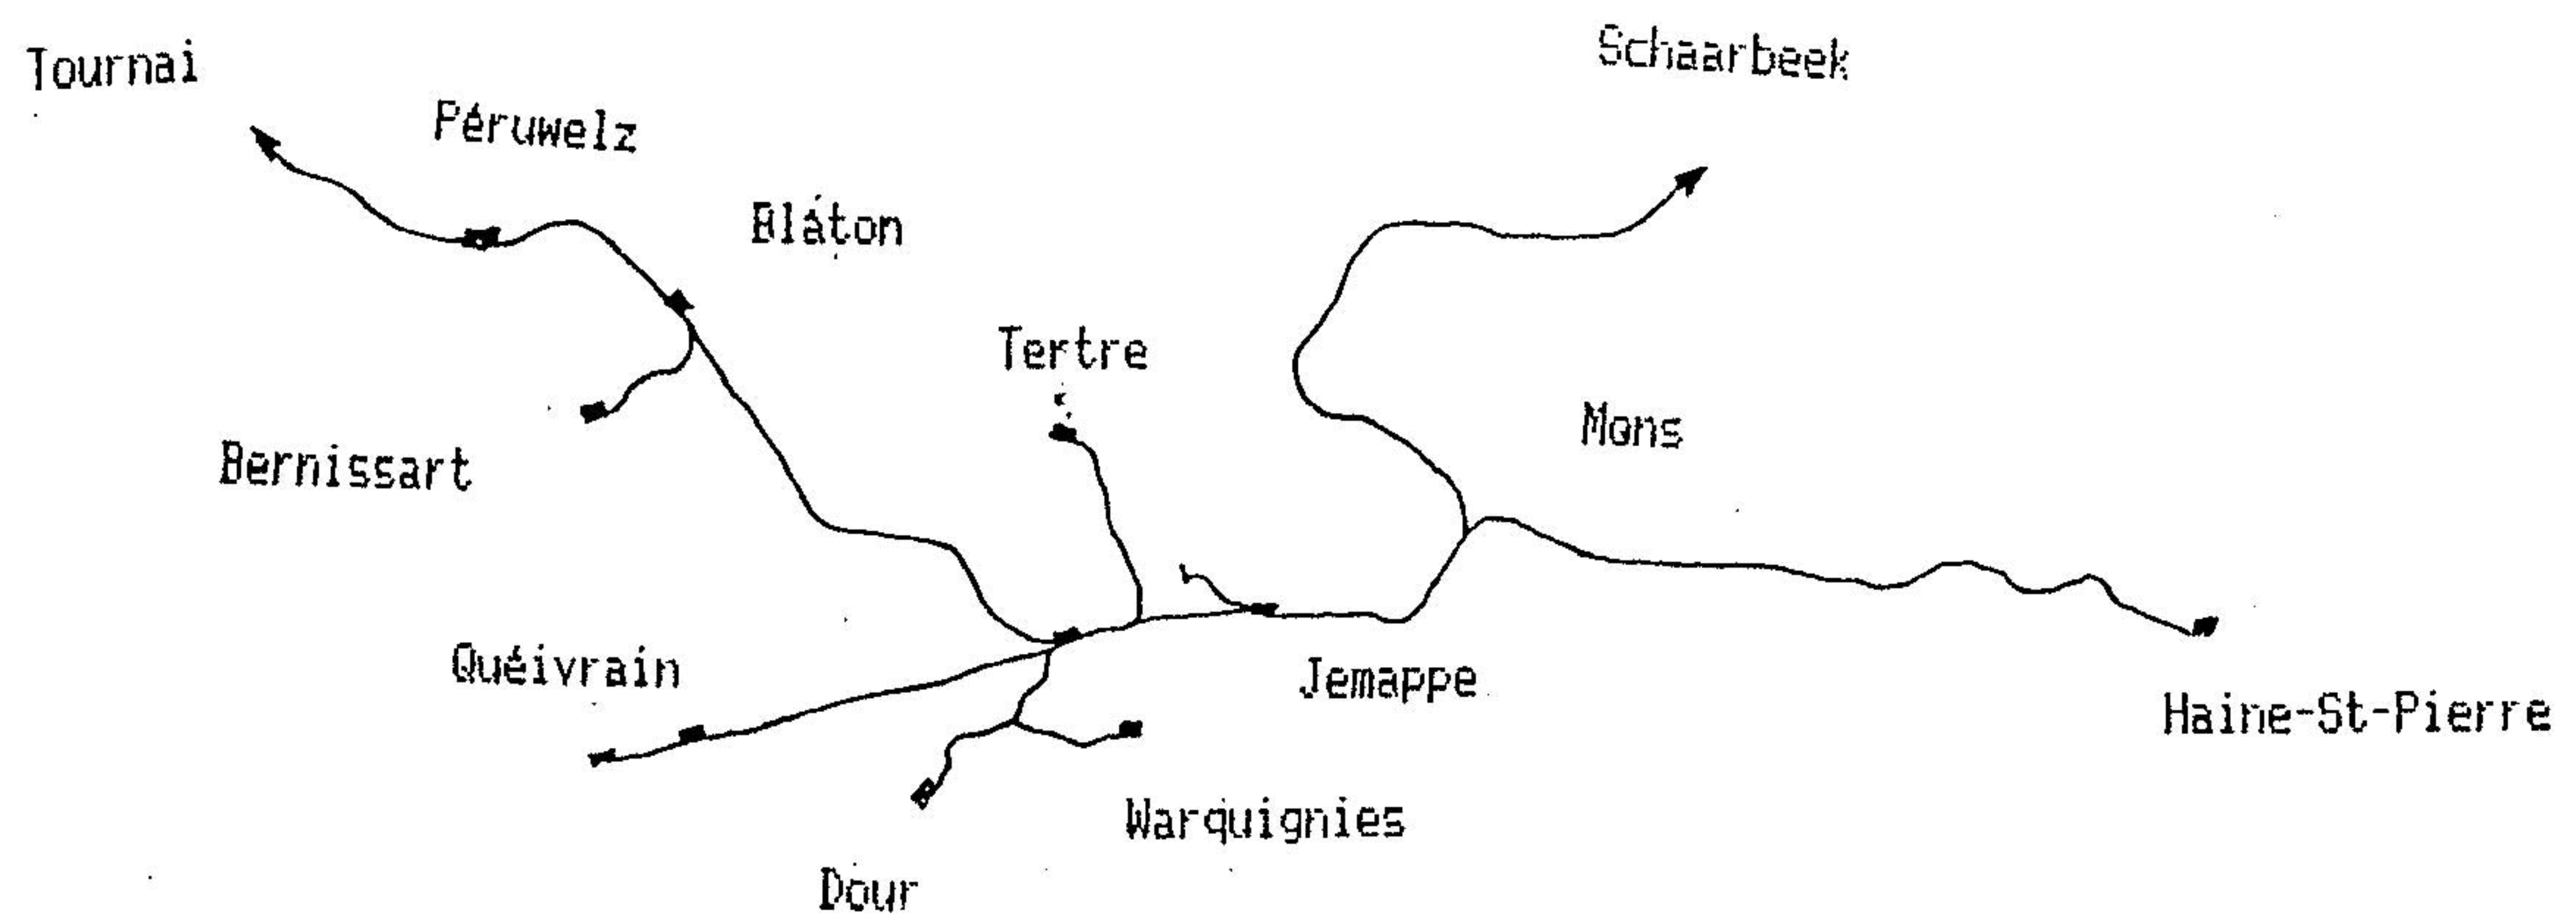 Tournai
Schaarbeek
Péruwelz
Bláton
Tertre
Mons
Bernissart
Quéivrain
Jemappe
Haine-St-Pierre
Warquignies
Dour